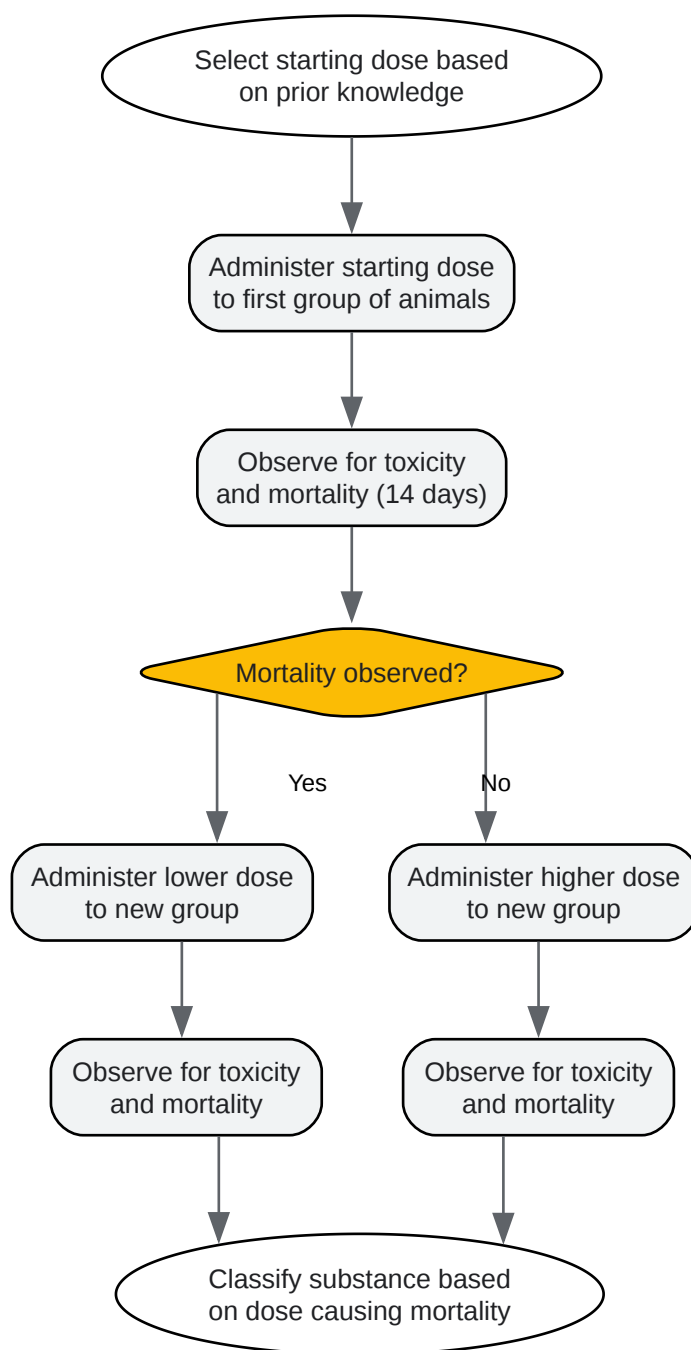 Select starting dose based
on prior knowledge
Administer starting dose
to first group of animals
Observe for toxicity
and mortality (14 days)
Mortality observed?
Yes
No
Administer lower dose
to new group
Administer higher dose
to new group
Observe for toxicity
and mortality
Observe for toxicity
and mortality
Classify substance based
on dose causing mortality